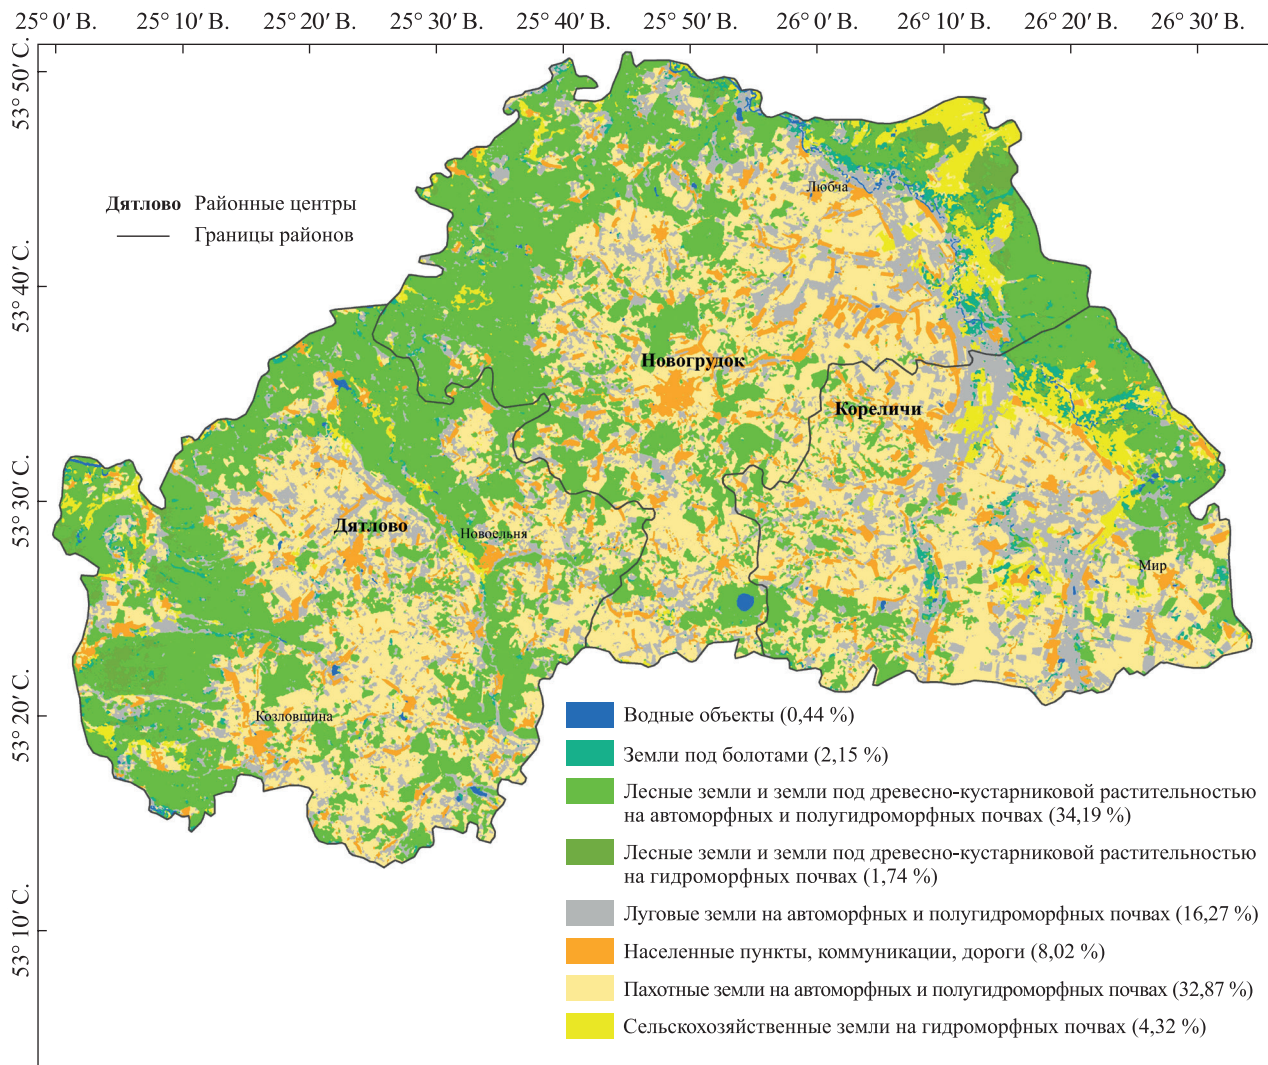 25° 0′ В. 25° 10′ В. 25° 20′ В. 25° 30′ В. 25° 40′ В. 25° 50′ В. 26° 0′ В. 26° 10′ В. 26° 20′ В. 26° 30′ В.
53° 50′ С.
53° 40′ С.
53° 30′ С.
53° 20′ С.
53° 10′ С.
Дятлово Районные центры
Границы районов
Любча
Новогрудок
Кореличи
Дятлово
Новоельня
Мир
Козловщина
Водные объекты (0,44 %)
Земли под болотами (2,15 %)
Лесные земли и земли под древесно-кустарниковой растительностью
на автоморфных и полугидроморфных почвах (34,19 %)
Лесные земли и земли под древесно-кустарниковой растительностью
на гидроморфных почвах (1,74 %)
Луговые земли на автоморфных и полугидроморфных почвах (16,27 %)
Населенные пункты, коммуникации, дороги (8,02 %)
Пахотные земли на автоморфных и полугидроморфных почвах (32,87 %)
Сельскохозяйственные земли на гидроморфных почвах (4,32 %)